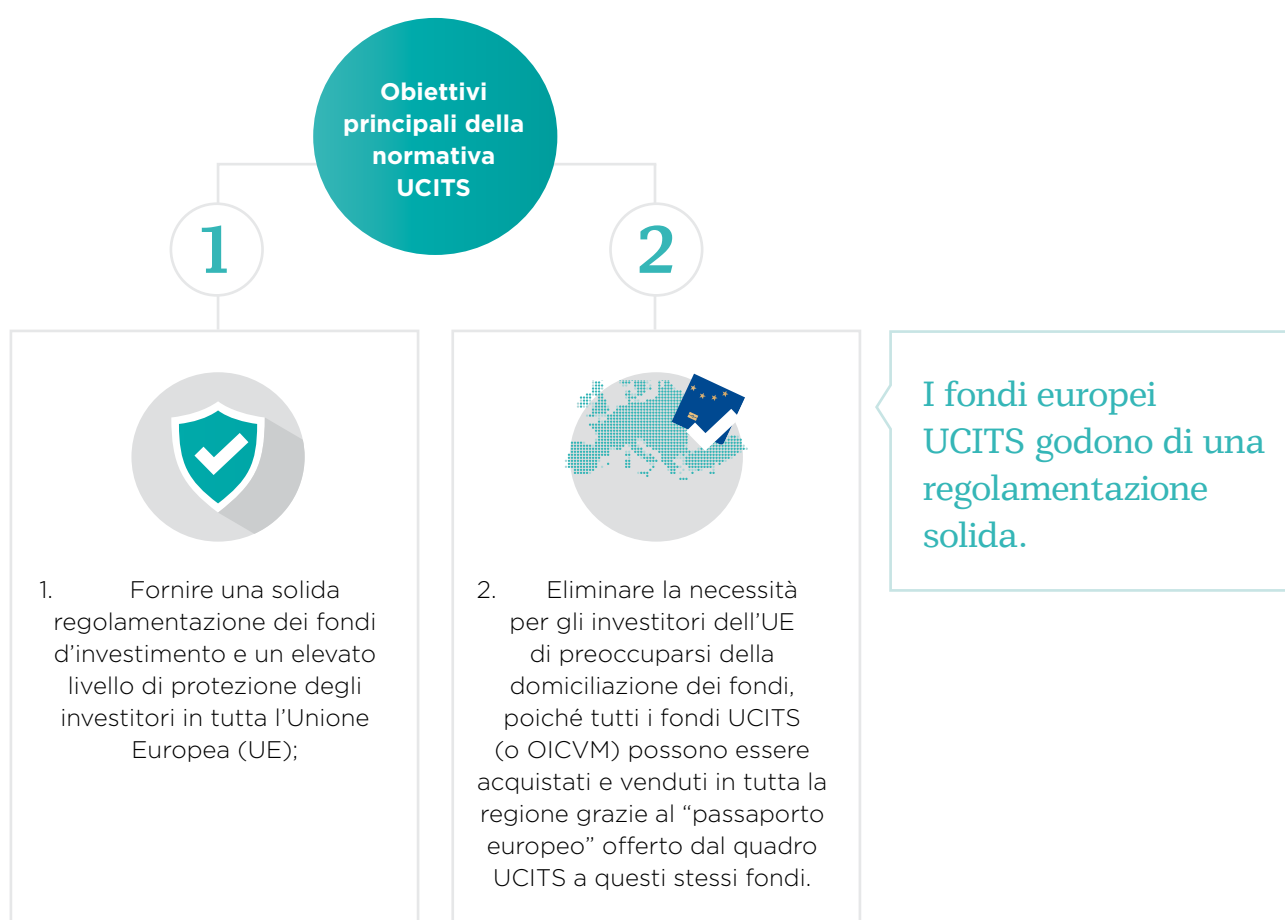 Obiettivi
principali della
normativa
UCITS
1
2
1. Fornire una solida
regolamentazione dei fondi
d'investimento e un elevato
livello di protezione degli
investitori in tutta l'Unione
Europea (UE);
2. Eliminare la necessità
per gli investitori dell'UE
di preoccuparsi della
domiciliazione dei fondi,
poiché tutti i fondi UCITS
(o OICVM) possono essere
acquistati e venduti in tutta la
regione grazie al “passaporto
europeo” offerto dal quadro
UCITS a questi stessi fondi.
I fondi europei
UCITS godono di una
regolamentazione
solida.